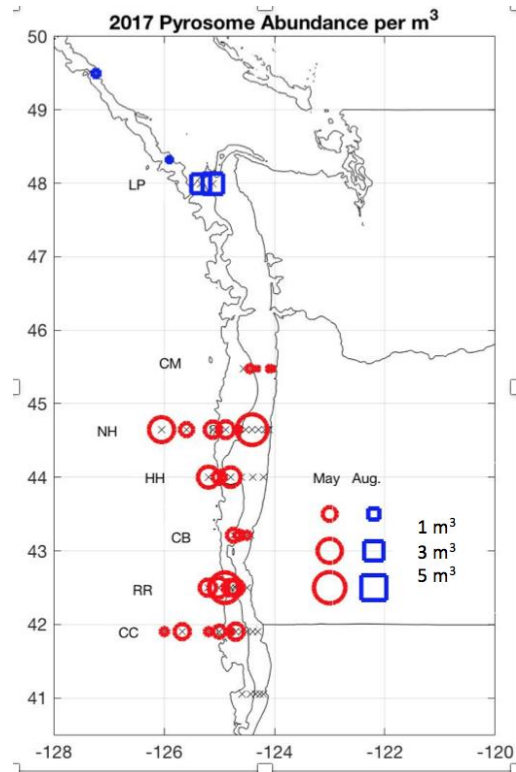 2017 Pyrosome Abundance per m³
50
49
48
LP
47
46
CM
45
NH
44
HH
May Aug.
1 m³
CB
43
3 m³
5 m³
RR
42
CC
41
-128 -126 -124 -122 -120